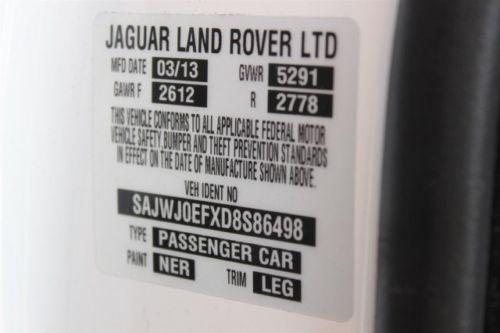 JAGUAR LAND ROVER LTD
MFD DATE 03/13 GVWR 5291
GAWR F 2612 R 2778
THIS VEHICLE CONFORMS TO ALL APPLICABLE FEDERAL MOTOR
VEHICLE SAFETY, BUMPER AND THEFT PREVENTION STANDARDS
IN EFFECT ON THE DATE OF MANUFACTURE SHOWN ABOVE.
VEH IDENT NO
SAJWJ0EFXD8S86498
TYPE PASSENGER CAR
PAINT NER TRIM LEG